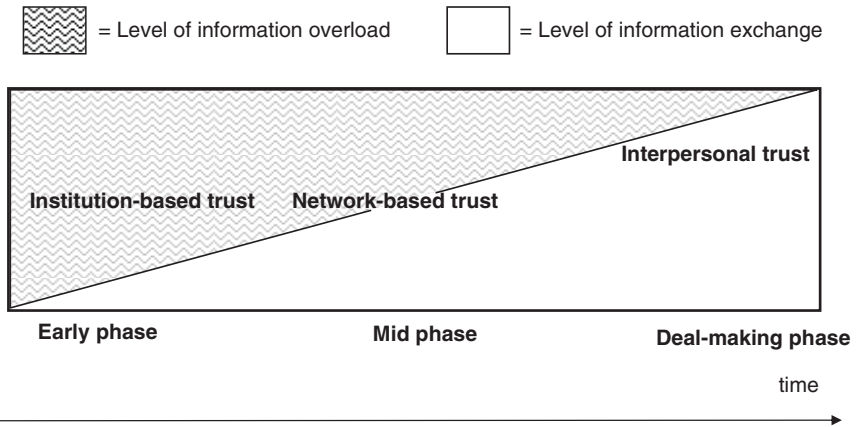 = Level of information overload
= Level of information exchange
Interpersonal trust
Institution-based trust
Network-based trust
Early phase
Mid phase
Deal-making phase
time